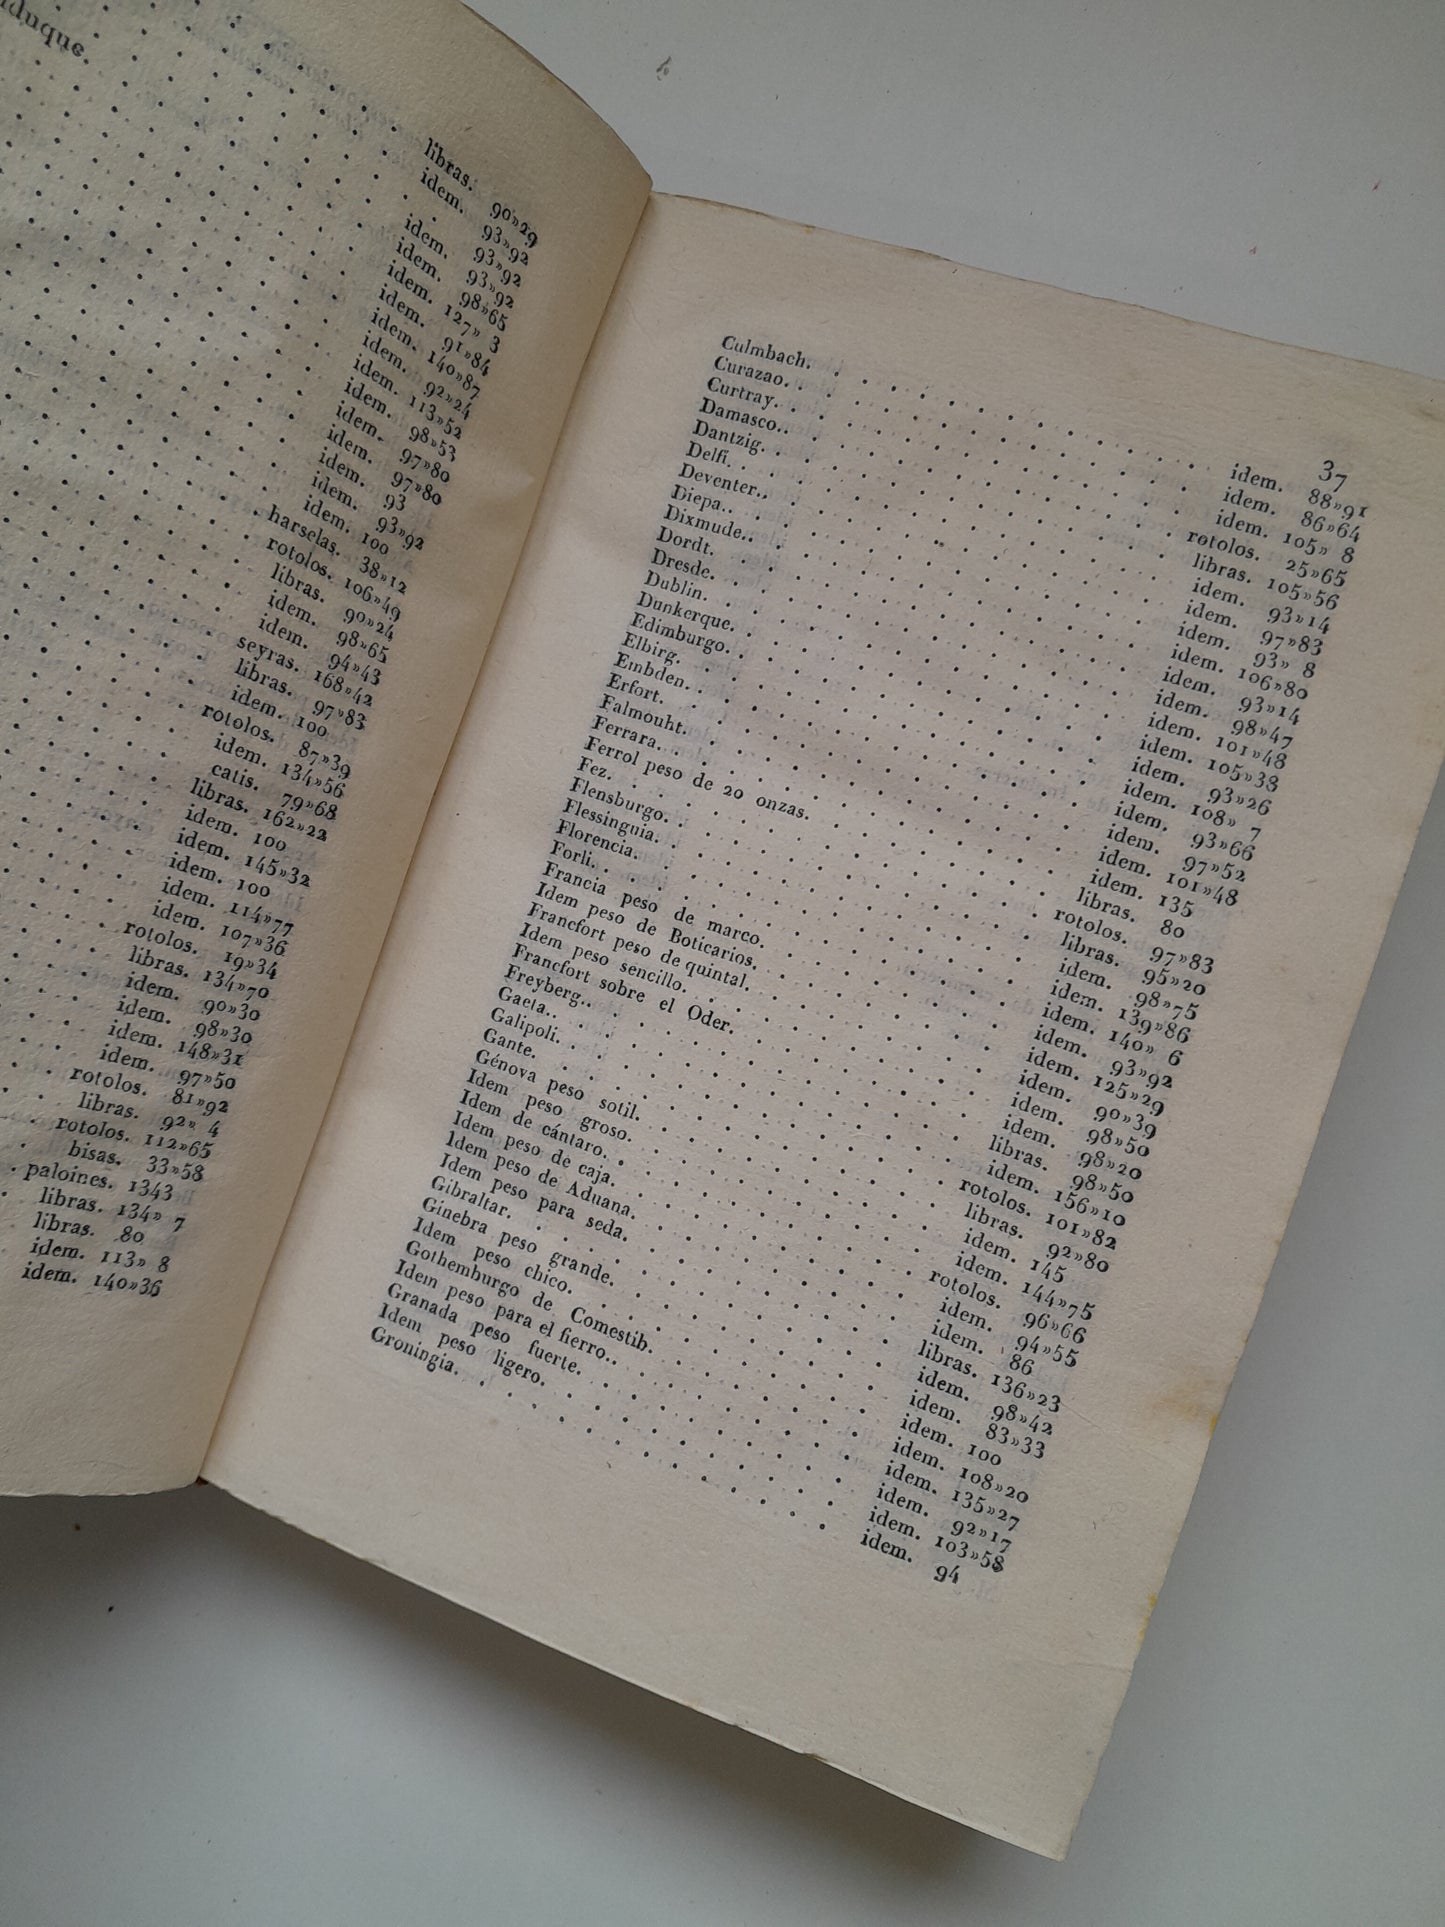 nduque.
libras. 90»29
idem. 93»92
93»92
idem. 93»92
idem. 98»65
idem. 127» 3
idem. 91»84
idem. 140»87
idem. 92»24
idem. 113»52
idem. 98»53
idem. 97»80
idem. 97»80
idem. 93
idem. 93»92
idem. 100
harselas. 38»12
rotolos. 106»49
libras. 90»24
idem. 98»65
idem. 94»43
seyras. 168»42
libras. 97»83
idem. 100
rotolos. 87»39
idem. 134»56
catis. 79»68
libras. 162»22
idem. 100
idem. 145»32
idem. 100
idem. 114»77
idem. 107»36
rotolos. 19»34
libras. 134»70
idem. 90»30
idem. 98»30
idem. 148»31
idem. 97»50
rotolos. 81»92
libras. 92» 4
rotolos. 112»65
bisas. 33»58
paloines. 1343
libras. 134» 7
libras. 80
idem. 113» 8
idem. 140»36
37
Culmbach. idem. 88»91
Curazao. idem. 86»64
Curtray. idem. 105» 8
Damasco. rotolos. 25»65
Dantzig. libras. 105»56
Delfi. idem. 93»14
Deventer. idem. 97»83
Diepa. idem. 93» 8
Dixmude. idem. 106»80
Dordt. idem. 93»14
Dresde. idem. 98»47
Dublin. idem. 101»48
Dunkerque. idem. 105»38
Edimburgo. idem. 93»26
Elbirg. idem. 108» 7
Embden. idem. 93»66
Erfort. idem. 97»52
Falmouht. idem. 101»48
Ferrara. idem. 135
Ferrol peso de 20 onzas. libras. 80
Fez. rotolos. 97»83
Flensburgo. libras. 95»20
Flessinguia. idem. 98»75
Florencia. idem. 139»86
Forli. idem. 140» 6
Francia peso de marco. idem. 93»92
Idem peso de Boticarios. idem. 125»29
Francfort peso de quintal. idem. 90»39
Idem peso sencillo. idem. 98»50
Francfort sobre el Oder. idem. 98»20
Freyberg. libras. 98»50
Gaeta. idem. 156»10
Galipoli. rotolos. 101»82
Gante. libras. 92»80
Génova peso sotil. idem. 145
Idem peso groso. idem. 144»75
Idem de cántaro. rotolos. 96»66
Idem peso de caja. idem. 94»55
Idem peso de Aduana. idem. 86
Idem peso para seda. libras. 136»23
Gibraltar. idem. 98»42
Ginebra peso grande. idem. 83»33
Idem peso chico. idem. 100
Gothemburgo de Comestib. idem. 108»20
Idem peso para el fierro. idem. 135»27
Granada peso fuerte. idem. 92»17
Idem peso ligero. idem. 103»58
Groningia. idem. 94